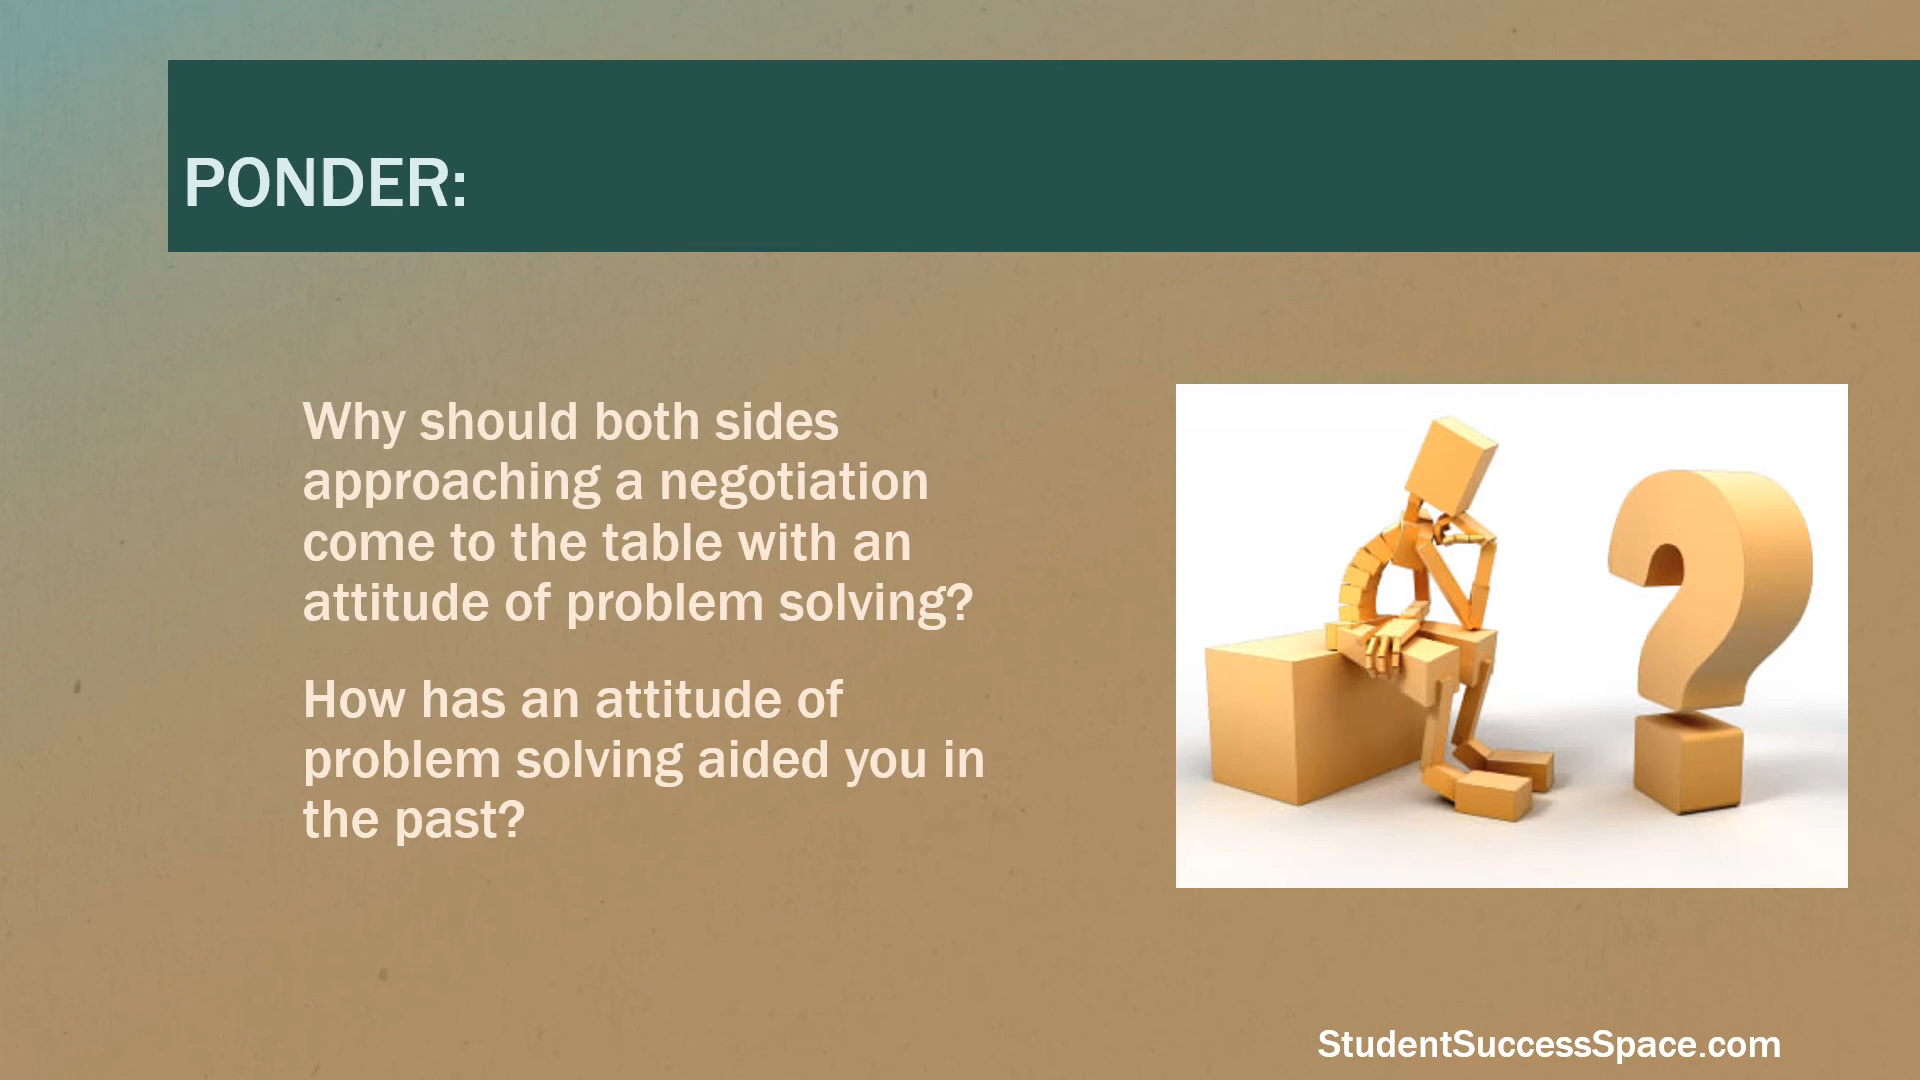 PONDER:
Why should both sides
approaching a negotiation
come to the table with an
attitude of problem solving?
How has an attitude of
problem solving aided you in
the past?
StudentSuccessSpace.com